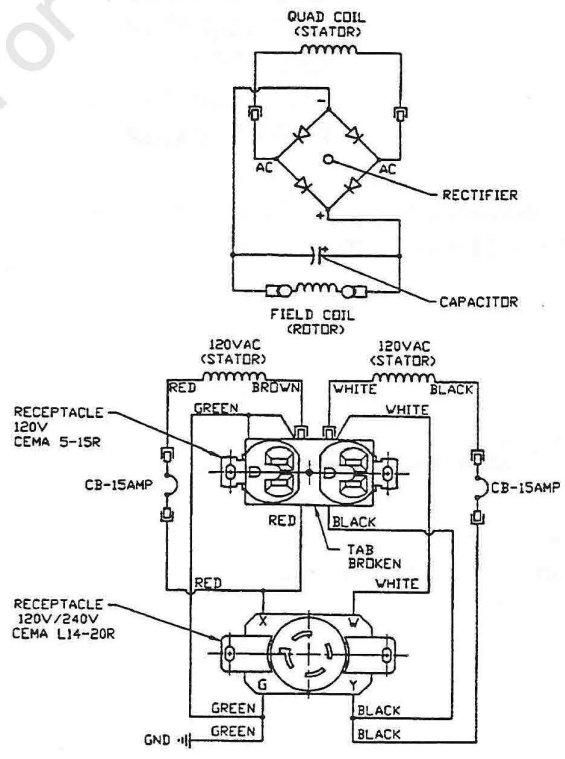 or
QUAD COIL
(STATOR)
-
AC
AC
+
RECTIFIER
+
CAPACITOR
FIELD COIL
(ROTOR)
120VAC
(STATOR)
120VAC
(STATOR)
RED
BROWN
WHITE
BLACK
GREEN
WHITE
RECEPTACLE
120V
CEMA 5-15R
CB-15AMP
CB-15AMP
RED
BLACK
TAB
BROKEN
RED
WHITE
RECEPTACLE
120V/240V
CEMA L14-20R
X
W
G
Y
GREEN
BLACK
GND
GREEN
BLACK